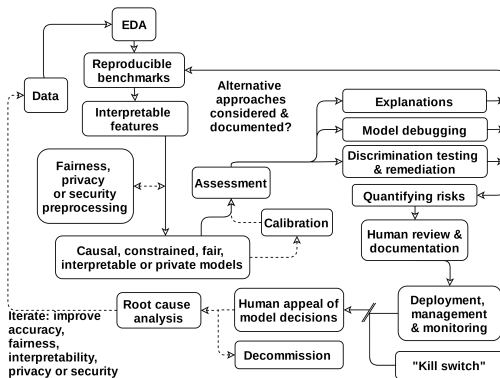 EDA
Data
Reproducible
benchmarks
Interpretable
features
Alternative
approaches
considered &
documented?
Explanations
Model debugging
Discrimination testing
& remediation
Fairness,
privacy
or security
preprocessing
Assessment
Quantifying risks
Calibration
Human review &
documentation
Causal, constrained, fair,
interpretable or private models
Root cause
analysis
Human appeal of
model decisions
Deployment,
management
& monitoring
Iterate: improve
accuracy,
fairness,
interpretability,
privacy or security
Decommission
"Kill switch"